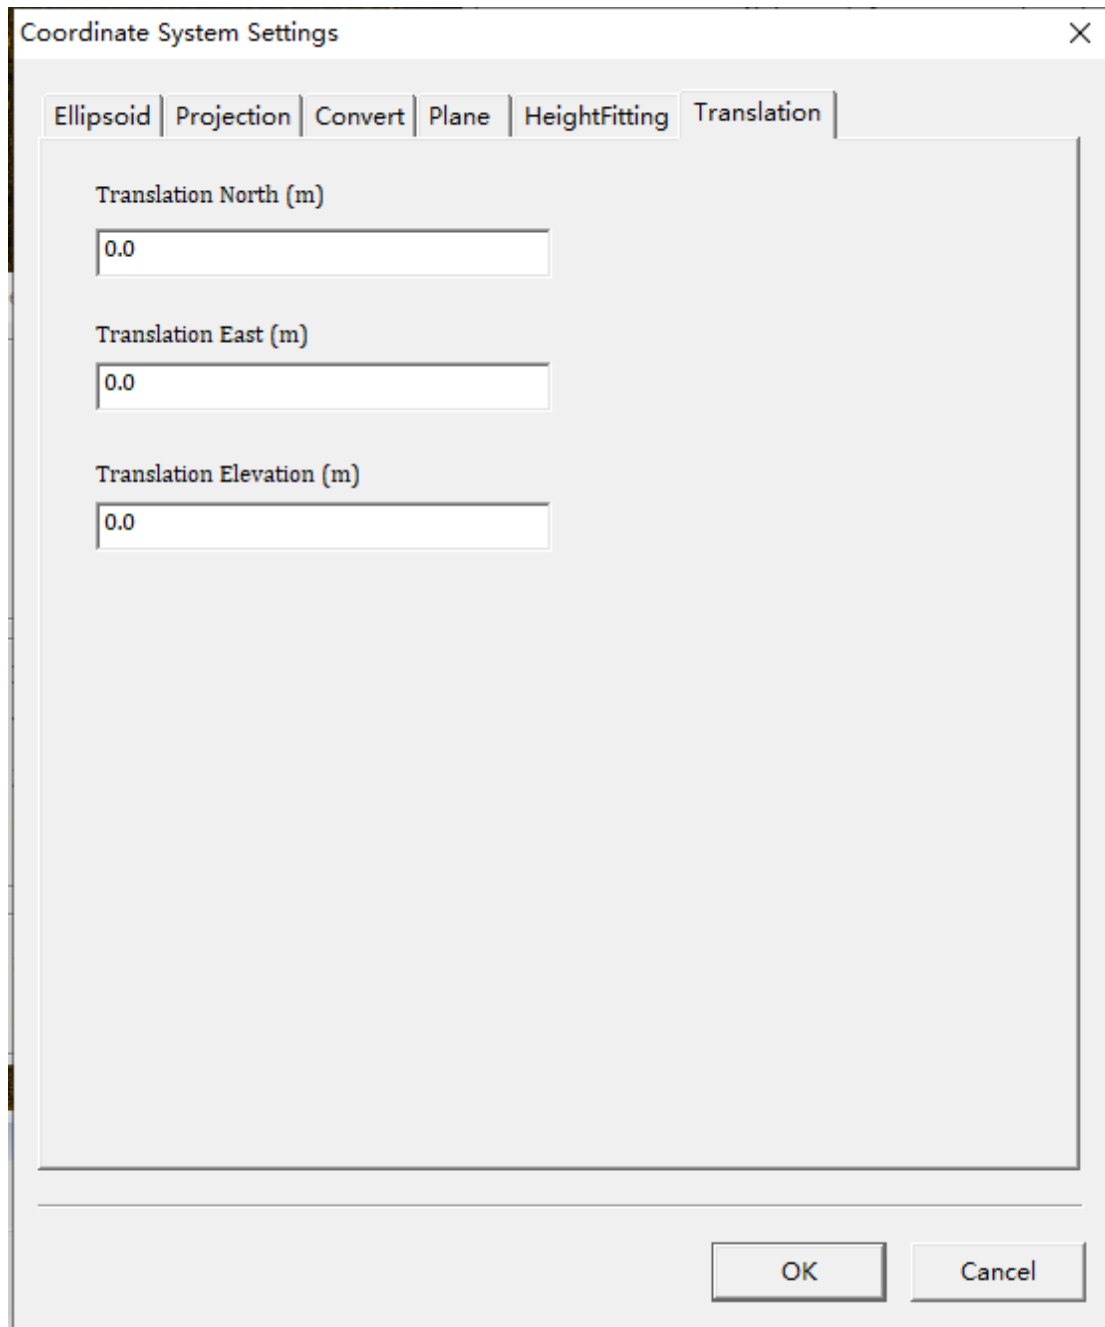 Coordinate System Settings
Ellipsoid Projection Convert Plane HeightFitting Translation
Translation North (m)
0.0
Translation East (m)
0.0
Translation Elevation (m)
0.0
OK Cancel